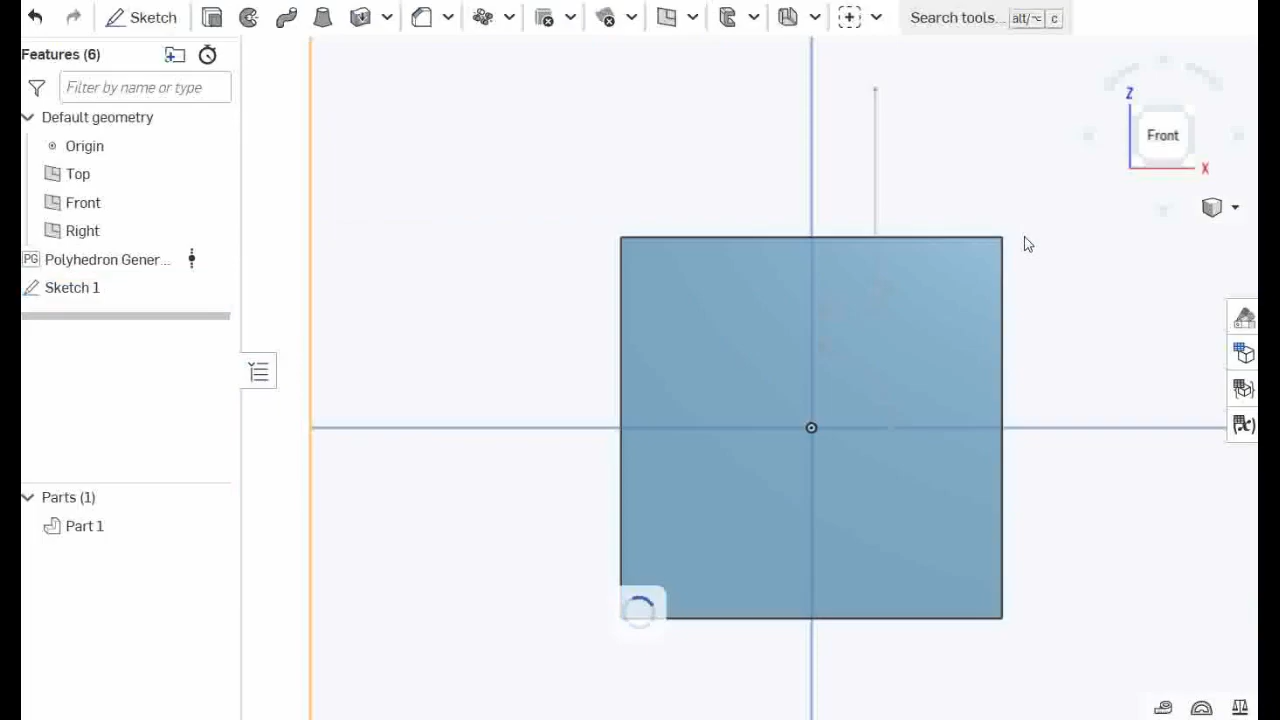 Sketch
Search tools... alt/⌥ c
Features (6)
Filter by name or type
Default geometry
Origin
Top
Front
Right
PG Polyhedron Gener...
Sketch 1
Parts (1)
Part 1
Z
Front
X
(x)